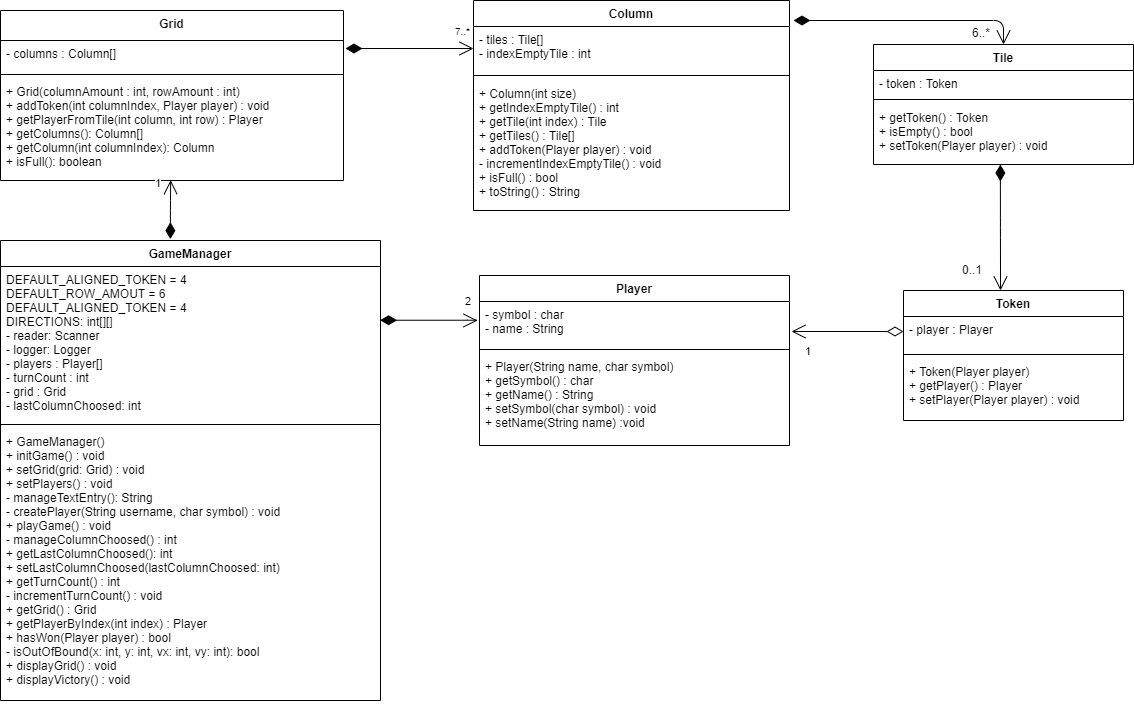 Grid
- columns : Column[]
+ Grid(columnAmount : int, rowAmount : int)
+ addToken(int columnIndex, Player player) : void
+ getPlayerFromTile(int column, int row) : Player
+ getColumns(): Column[]
+ getColumn(int columnIndex): Column
+ isFull(): boolean
7..*
Column
- tiles : Tile[]
- indexEmptyTile : int
+ Column(int size)
+ getIndexEmptyTile() : int
+ getTile(int index) : Tile
+ getTiles() : Tile[]
+ addToken(Player player) : void
- incrementIndexEmptyTile() : void
+ isFull() : bool
+ toString() : String
6..*
Tile
- token : Token
+ getToken() : Token
+ isEmpty() : bool
+ setToken(Player player) : void
1
GameManager
DEFAULT_ALIGNED_TOKEN = 4
DEFAULT_ROW_AMOUT = 6
DEFAULT_ALIGNED_TOKEN = 4
DIRECTIONS: int[][]
- reader: Scanner
- logger: Logger
- players : Player[]
- turnCount : int
- grid : Grid
- lastColumnChoosed: int
+ GameManager()
+ initGame() : void
+ setGrid(grid: Grid) : void
+ setPlayers() : void
- manageTextEntry(): String
- createPlayer(String username, char symbol) : void
+ playGame() : void
- manageColumnChoosed() : int
+ getLastColumnChoosed(): int
+ setLastColumnChoosed(lastColumnChoosed: int)
+ getTurnCount() : int
- incrementTurnCount() : void
+ getGrid() : Grid
+ getPlayerByIndex(int index) : Player
+ hasWon(Player player) : bool
- isOutOfBound(x: int, y: int, vx: int, vy: int): bool
+ displayGrid() : void
+ displayVictory() : void
2
Player
- symbol : char
- name : String
+ Player(String name, char symbol)
+ getSymbol() : char
+ getName() : String
+ setSymbol(char symbol) : void
+ setName(String name) :void
1
0..1
Token
- player : Player
+ Token(Player player)
+ getPlayer() : Player
+ setPlayer(Player player) : void